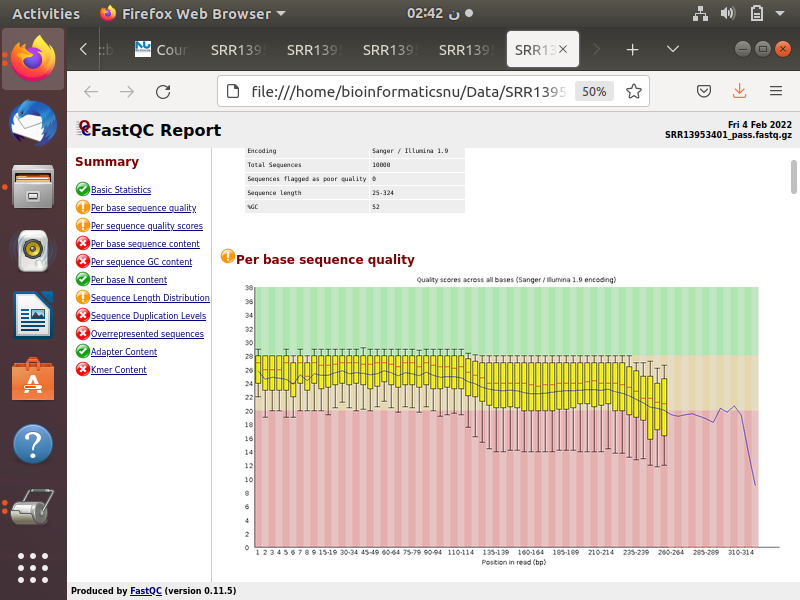 Activities
Firefox Web Browser
02:42 ن
Cour
SRR1395
SRR1395
SRR1395
SRR1395
SRR13
file:///home/bioinformaticsnu/Data/SRR1395
50%
FastQC Report
Fri 4 Feb 2022
SRR13953401_pass.fastq.gz
Summary
Basic Statistics
Per base sequence quality
Per sequence quality scores
Per base sequence content
Per sequence GC content
Per base N content
Sequence Length Distribution
Sequence Duplication Levels
Overrepresented sequences
Adapter Content
Kmer Content
Encoding Sanger / Illumina 1.9
Total Sequences 10000
Sequences flagged as poor quality 0
Sequence length 25-324
%GC 52
Per base sequence quality
Quality scores across all bases (Sanger / Illumina 1.9 encoding)
38
36
34
32
30
28
26
24
22
20
18
16
14
12
10
8
6
4
2
0
1 2 3 4 5 6 7 8 9 15-19 30-34 45-49 60-64 75-79 90-94 110-114 135-139 160-164 185-189 210-214 235-239 260-264 285-289 310-314
Position in read (bp)
Produced by FastQC (version 0.11.5)